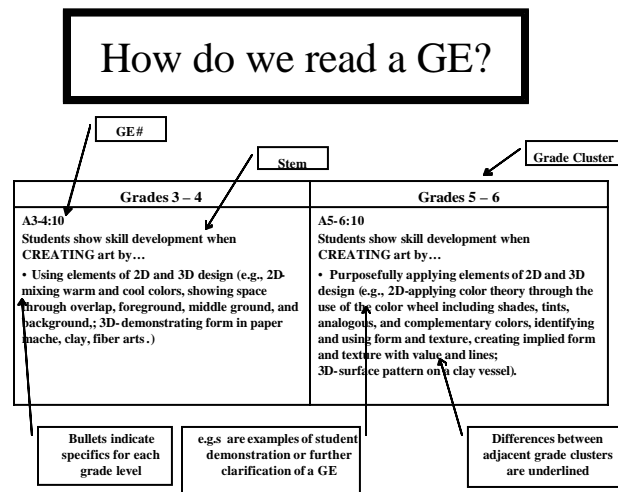 How do we read a GE?
GE#
Stem
Grade Cluster
Grades 3 – 4
A3-4:10
Students show skill development when
CREATING art by…
• Using elements of 2D and 3D design (e.g., 2D-
mixing warm and cool colors, showing space
through overlap, foreground, middle ground, and
background,; 3D- demonstrating form in paper
mache, clay, fiber arts.)
Grades 5 – 6
A5-6:10
Students show skill development when
CREATING art by…
• Purposefully applying elements of 2D and 3D
design (e.g., 2D-applying color theory through the
use of the color wheel including shades, tints,
analogous, and complementary colors, identifying
and using form and texture, creating implied form
and texture with value and lines;
3D-surface pattern on a clay vessel).
Bullets indicate
specifics for each
grade level
e.g.s are examples of student
demonstration or further
clarification of a GE
Differences between
adjacent grade clusters
are underlined